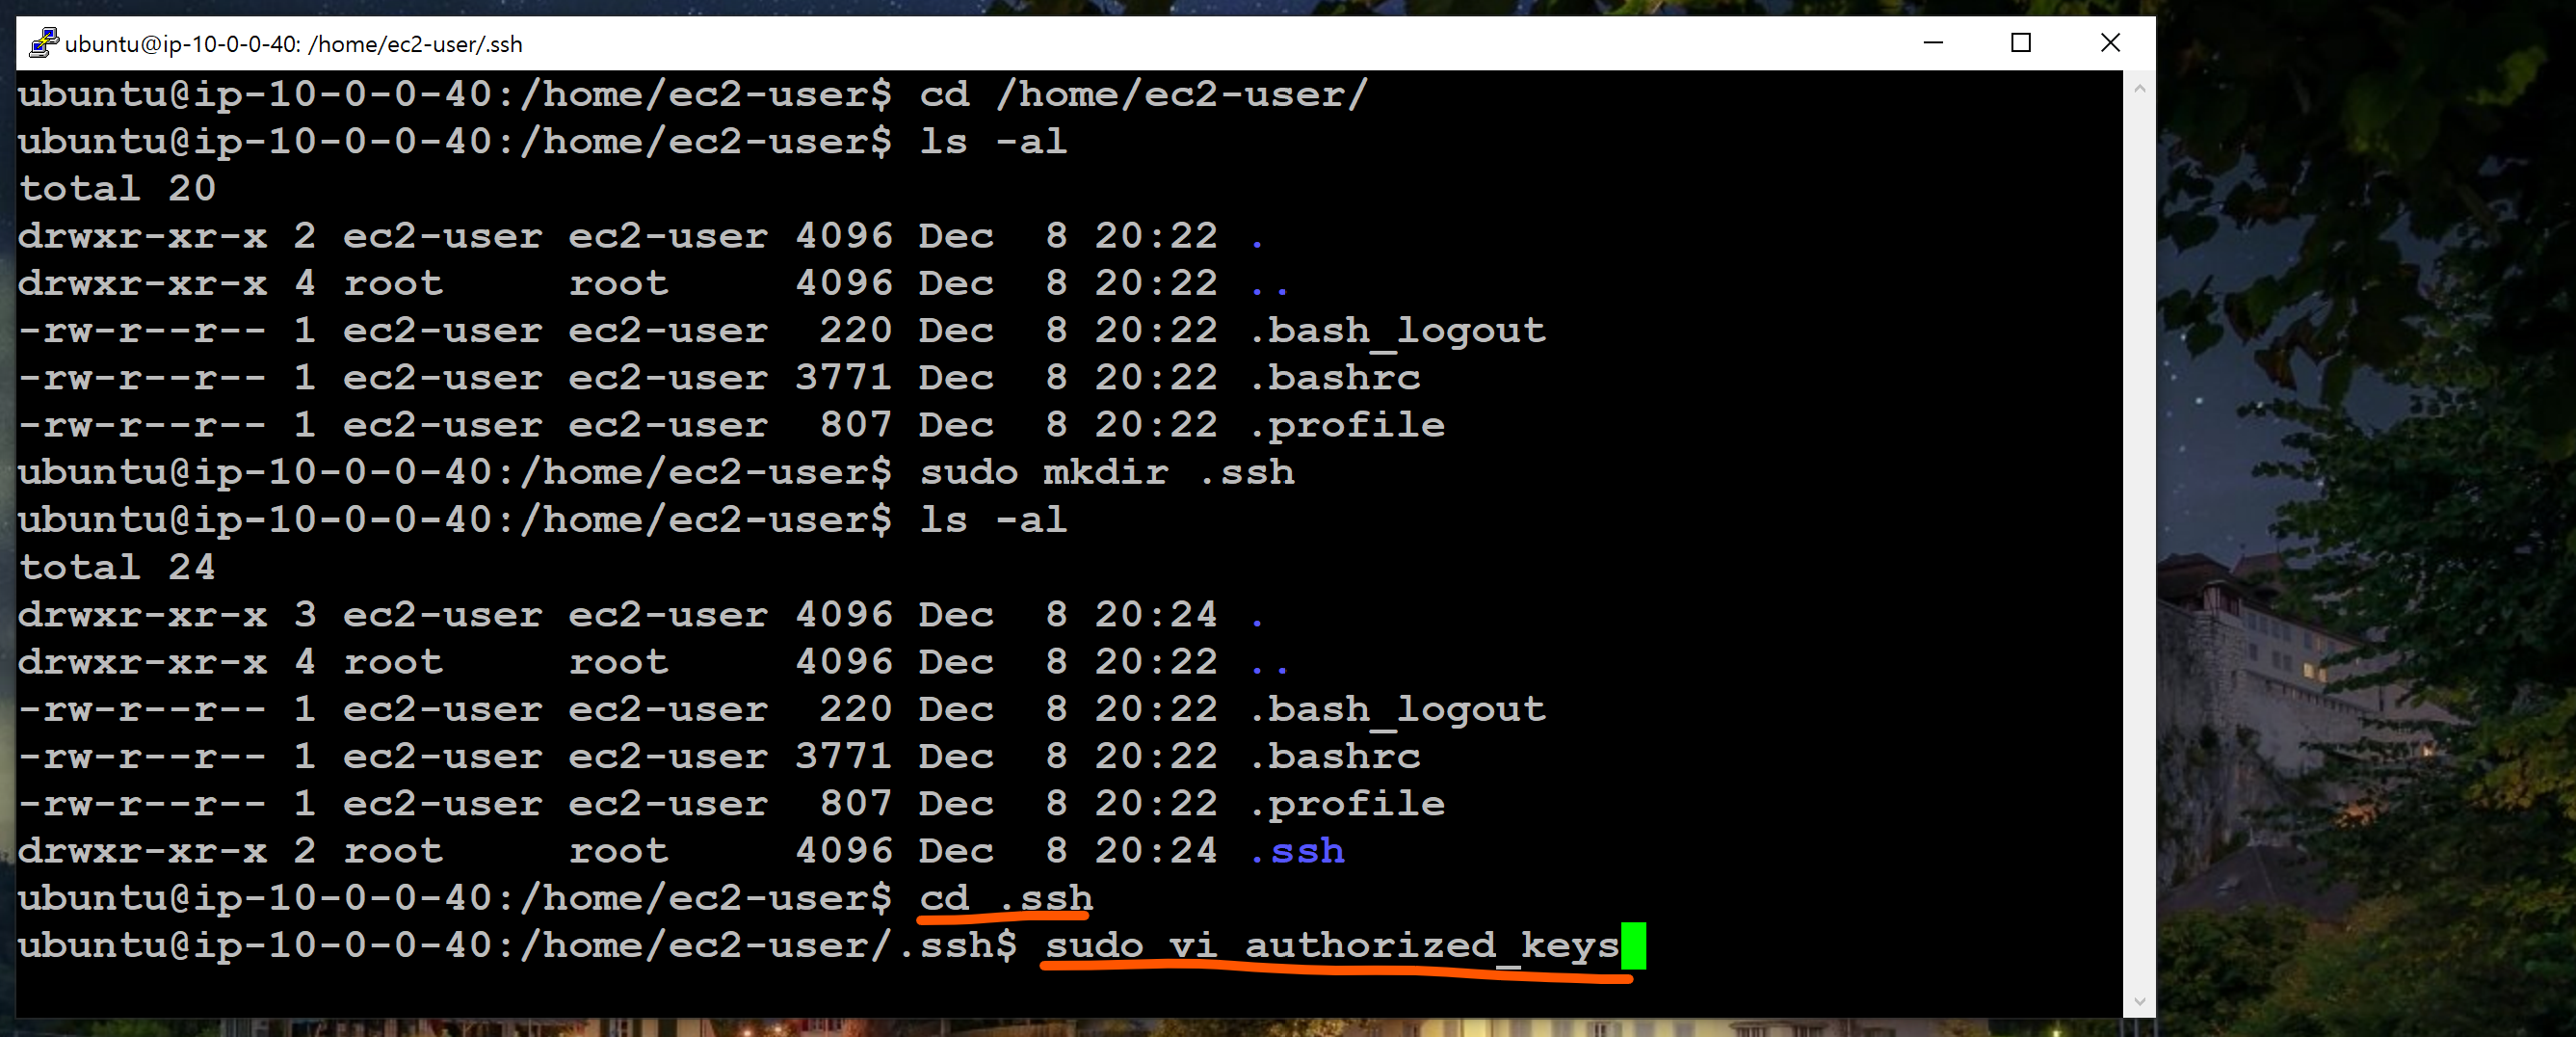 ubuntu@ip-10-0-0-40: /home/ec2-user/.ssh
ubuntu@ip-10-0-0-40:/home/ec2-user$ cd /home/ec2-user/
ubuntu@ip-10-0-0-40:/home/ec2-user$ ls -al
total 20
drwxr-xr-x 2 ec2-user ec2-user 4096 Dec  8 20:22 .
drwxr-xr-x 4 root     root     4096 Dec  8 20:22 ..
-rw-r--r-- 1 ec2-user ec2-user  220 Dec  8 20:22 .bash_logout
-rw-r--r-- 1 ec2-user ec2-user 3771 Dec  8 20:22 .bashrc
-rw-r--r-- 1 ec2-user ec2-user  807 Dec  8 20:22 .profile
ubuntu@ip-10-0-0-40:/home/ec2-user$ sudo mkdir .ssh
ubuntu@ip-10-0-0-40:/home/ec2-user$ ls -al
total 24
drwxr-xr-x 3 ec2-user ec2-user 4096 Dec  8 20:24 .
drwxr-xr-x 4 root     root     4096 Dec  8 20:22 ..
-rw-r--r-- 1 ec2-user ec2-user  220 Dec  8 20:22 .bash_logout
-rw-r--r-- 1 ec2-user ec2-user 3771 Dec  8 20:22 .bashrc
-rw-r--r-- 1 ec2-user ec2-user  807 Dec  8 20:22 .profile
drwxr-xr-x 2 root     root     4096 Dec  8 20:24 .ssh
ubuntu@ip-10-0-0-40:/home/ec2-user$ cd .ssh
ubuntu@ip-10-0-0-40:/home/ec2-user/.ssh$ sudo vi authorized_keys